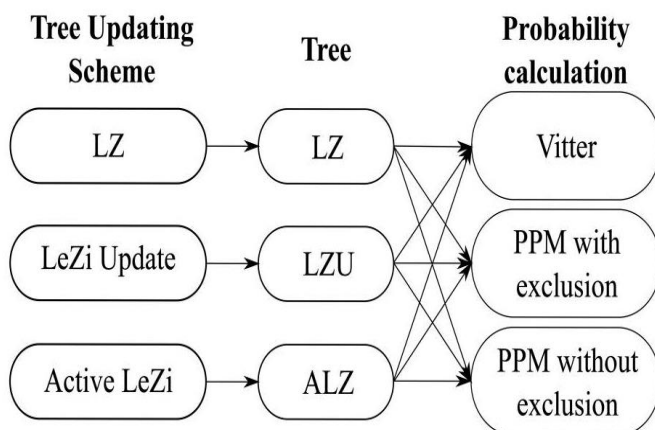 Tree Updating
Scheme
Tree
Probability
calculation
LZ
LZ
Vitter
LeZi Update
LZU
PPM with
exclusion
Active LeZi
ALZ
PPM without
exclusion